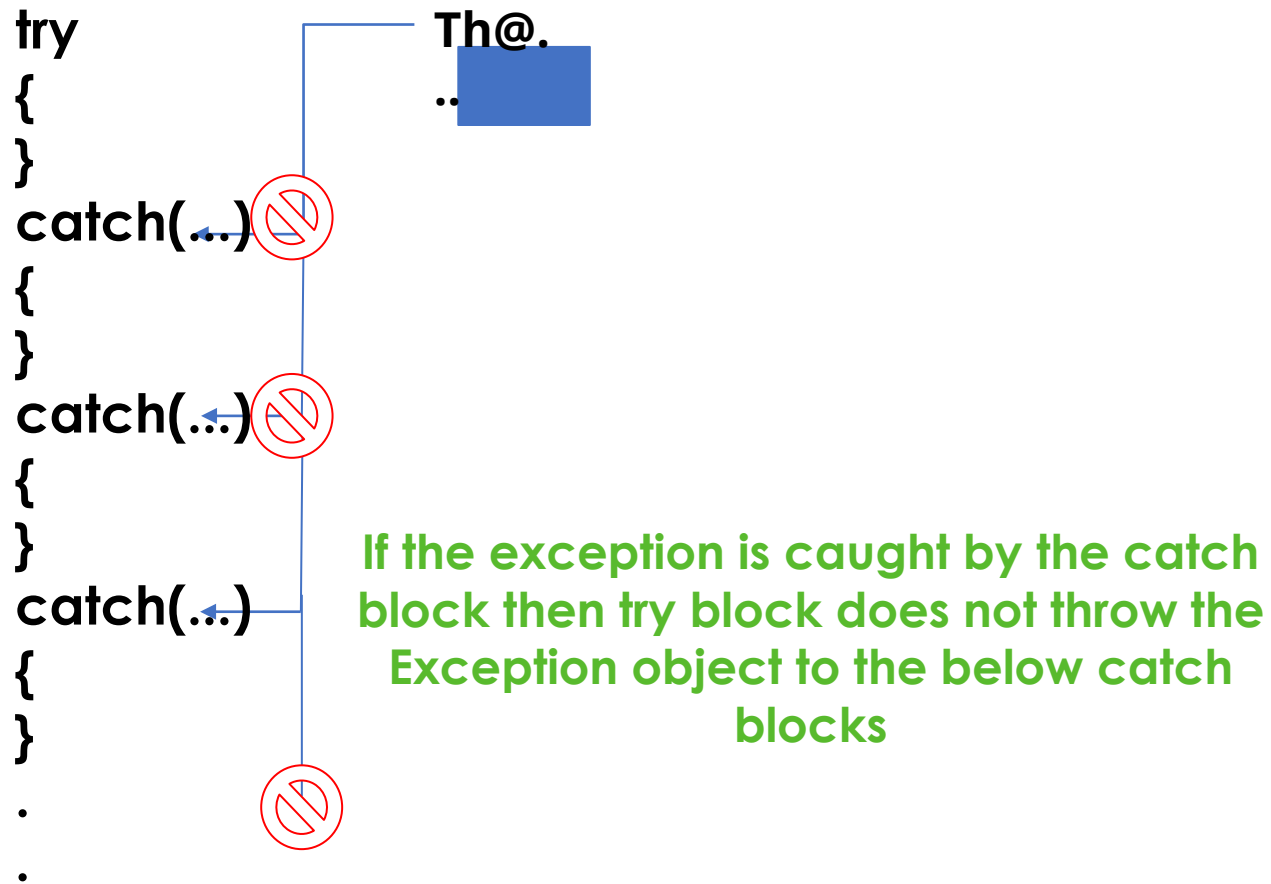 try
{
}
catch(...)
{
}
catch(...)
{
}
catch(...)
{
}
.
.
Th@.
..
If the exception is caught by the catch
block then try block does not throw the
Exception object to the below catch
blocks